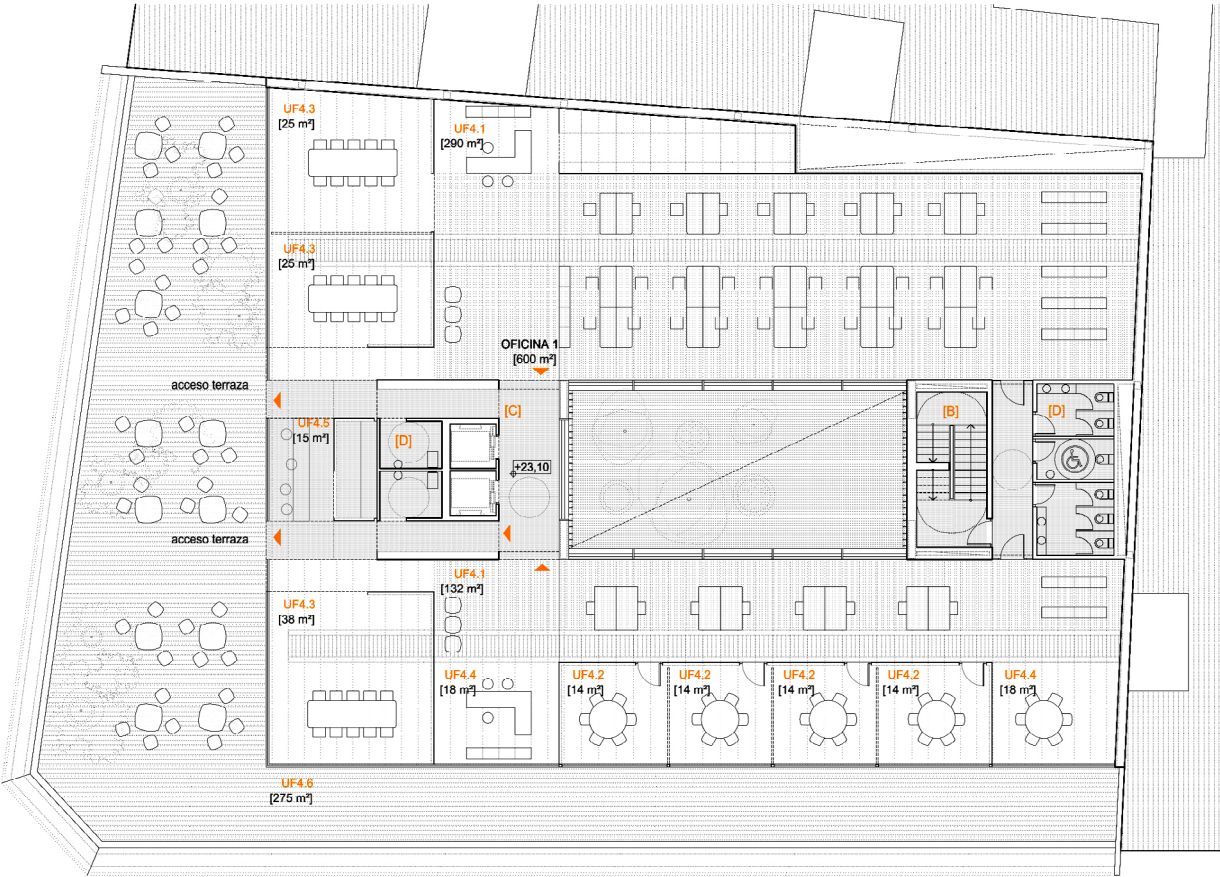 UF4.3
[25 m²]
UF4.1
[290 m²]
UF4.3
[25 m²]
OFICINA 1
[600 m²]
acceso terraza
[C]
[B]
[D]
UF4.5
[15 m²]
[D]
+23,10
acceso terraza
UF4.1
[132 m²]
UF4.3
[38 m²]
UF4.4
[18 m²]
UF4.2
[14 m²]
UF4.2
[14 m²]
UF4.2
[14 m²]
UF4.2
[14 m²]
UF4.4
[18 m²]
UF4.6
[275 m²]